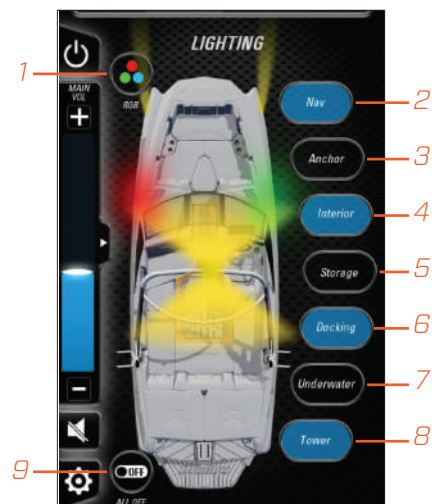 LIGHTING
1
MAIN
VOL
+
RGB
Nav
2
Anchor
3
Interior
4
Storage
5
Docking
6
Underwater
7
Tower
8
−
9
OFF
ALL OFF